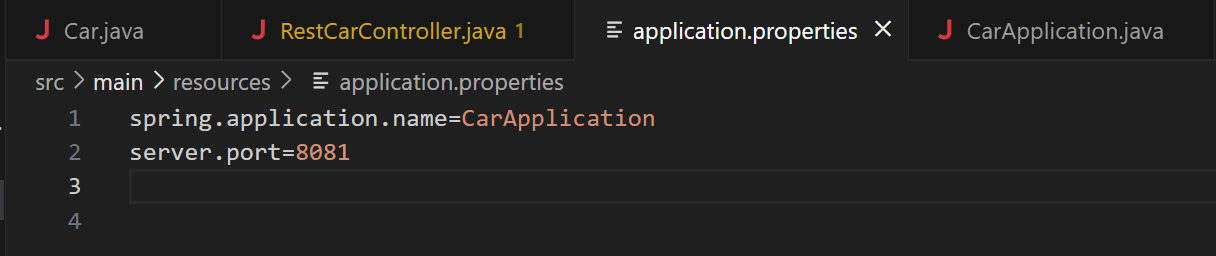 Car.java RestCarController.java 1 application.properties CarApplication.java
src > main > resources > application.properties
1 spring.application.name=CarApplication
2 server.port=8081
3
4